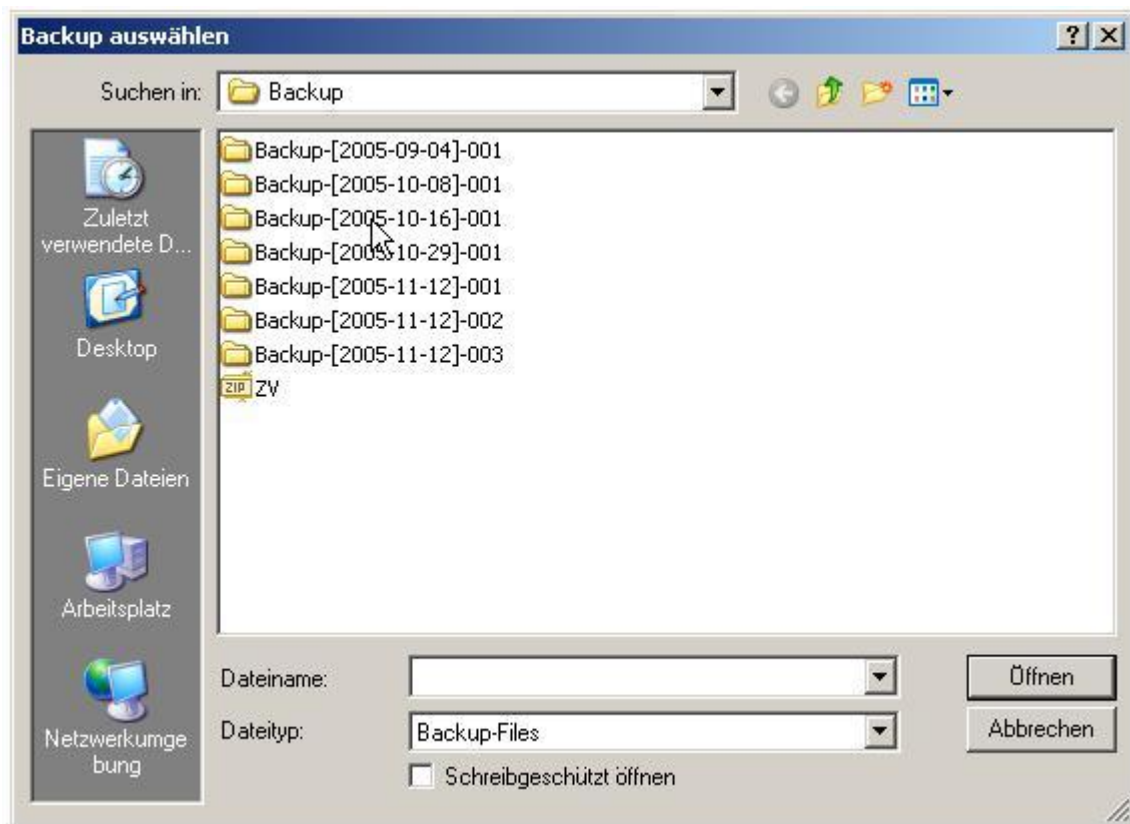 Backup auswählen
Suchen in:
Backup
Zuletzt
verwendete D...
Desktop
Eigene Dateien
Arbeitsplatz
Netzwerkumge
bung
Backup-[2005-09-04]-001
Backup-[2005-10-08]-001
Backup-[2005-10-16]-001
Backup-[2005-10-29]-001
Backup-[2005-11-12]-001
Backup-[2005-11-12]-002
Backup-[2005-11-12]-003
ZIP ZV
Dateiname:
Öffnen
Dateityp:
Backup-Files
Abbrechen
Schreibgeschützt öffnen